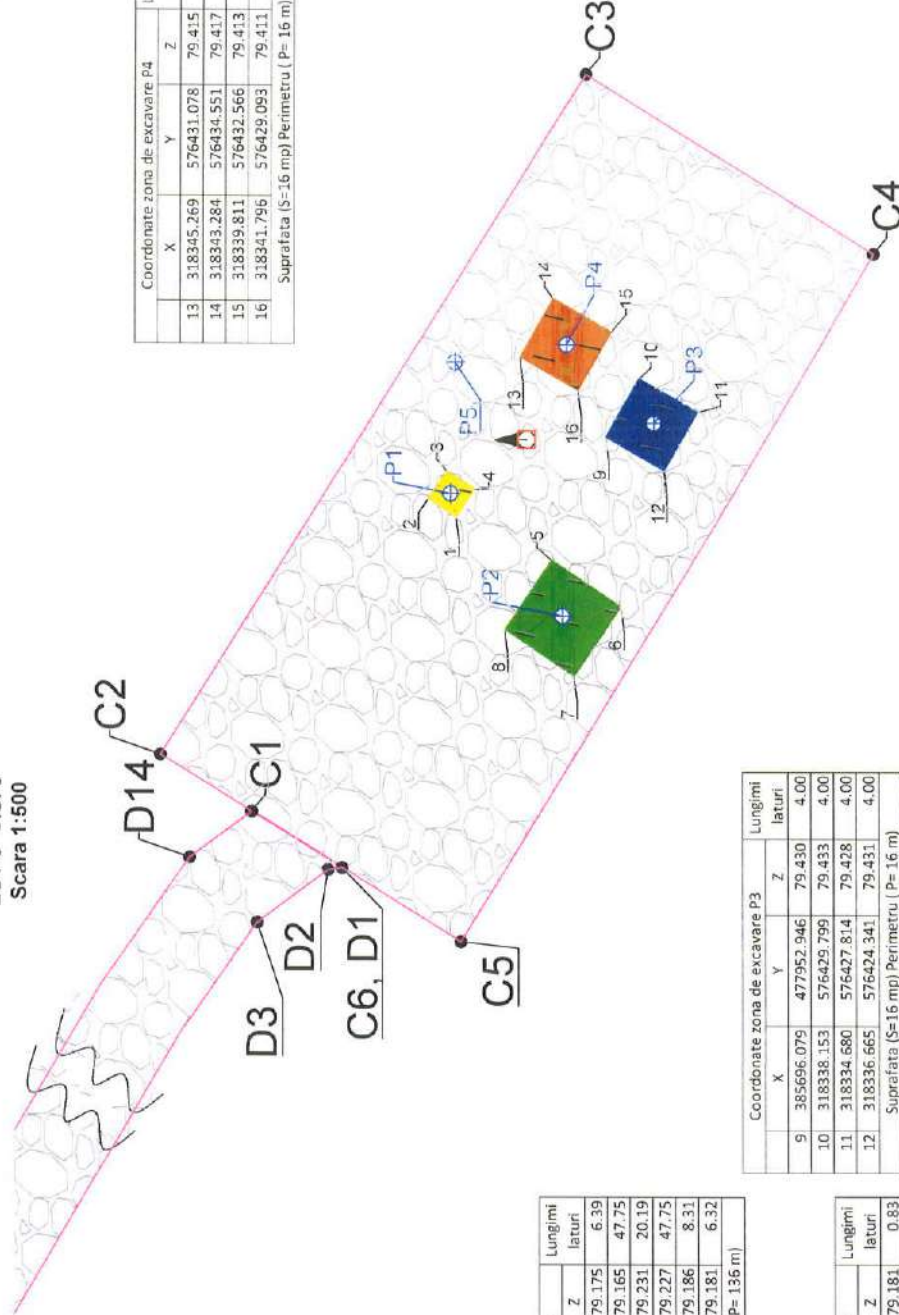 Scara 1:500
Coordonate zona de excavare P4
X Y Z
13 318345.269 576431.078 79.415
14 318343.284 576434.551 79.417
15 318339.811 576432.566 79.413
16 318341.796 576429.093 79.411
Suprafata (S=16 mp) Perimetru ( P= 16 m)
C2
D14
C1
D3
D2
C6, D1
C5
C3
C4
P1
2
3
1
4
P5
P2
8
5
7
6
13
14
P4
15
16
9
10
P3
11
12
Coordonate zona de excavare P3
Lungimi
X Y Z laturi
9 385696.079 477952.946 79.430 4.00
10 318338.153 576429.799 79.433 4.00
11 318334.680 576427.814 79.428 4.00
12 318336.665 576424.341 79.431 4.00
Suprafata (S=16 mp) Perimetru ( P= 16 m)
Lungimi
Z laturi
79.175 6.39
79.165 47.75
79.231 20.19
79.227 47.75
79.186 8.31
79.181 6.32
P= 136 m)
Lungimi
Z laturi
79.181 0.83